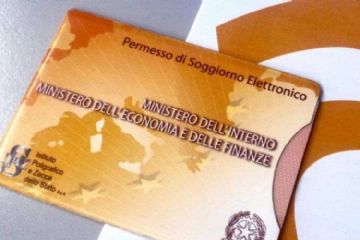 Permesso di Soggiorno Elettronico
MINISTERO DELL'INTERNO
MINISTERO DELL'ECONOMIA E DELLE FINANZE
Istituto
Poligrafico
e Zecca
dello Stato S.p.A.